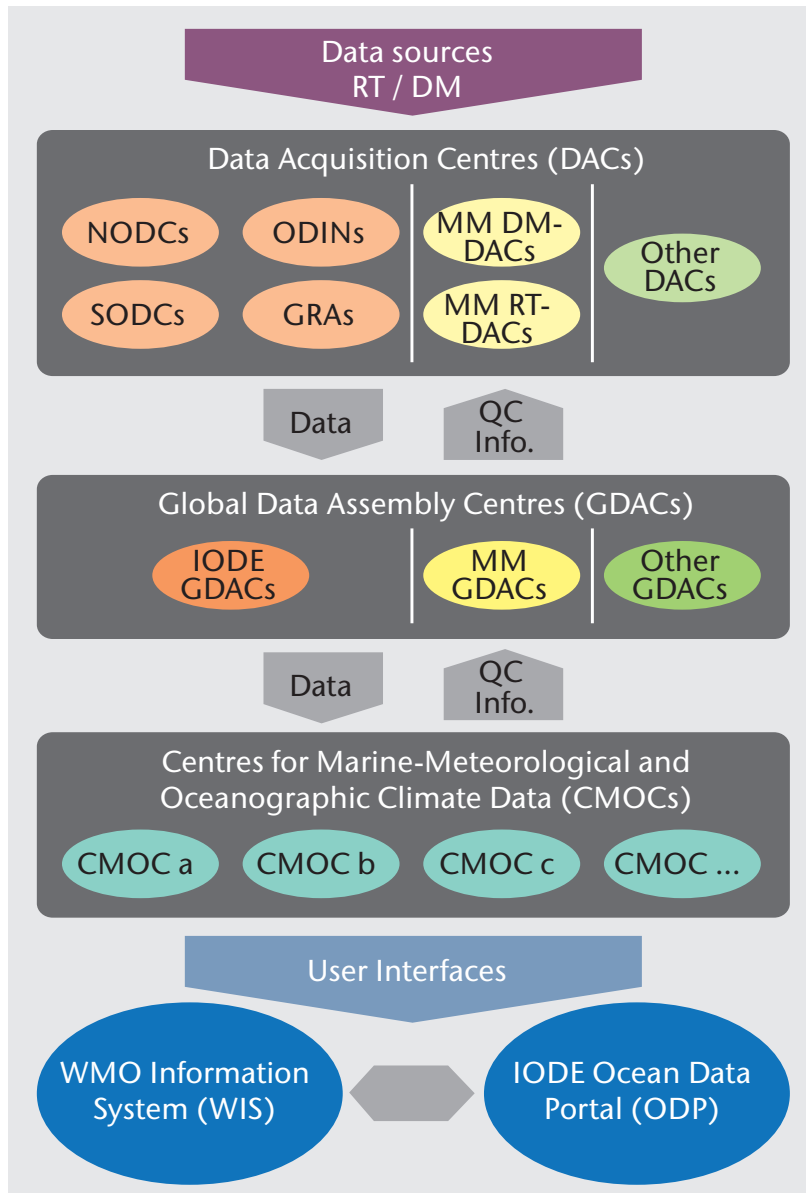 Data sources
RT / DM
Data Acquisition Centres (DACs)
NODCs
ODINs
MM DM-
DACs
Other
DACs
SODCs
GRAs
MM RT-
DACs
Data
QC
Info.
Global Data Assembly Centres (GDACs)
IODE
GDACs
MM
GDACs
Other
GDACs
Data
QC
Info.
Centres for Marine-Meteorological and
Oceanographic Climate Data (CMOCs)
CMOC a
CMOC b
CMOC c
CMOC ...
User Interfaces
WMO Information
System (WIS)
IODE Ocean Data
Portal (ODP)